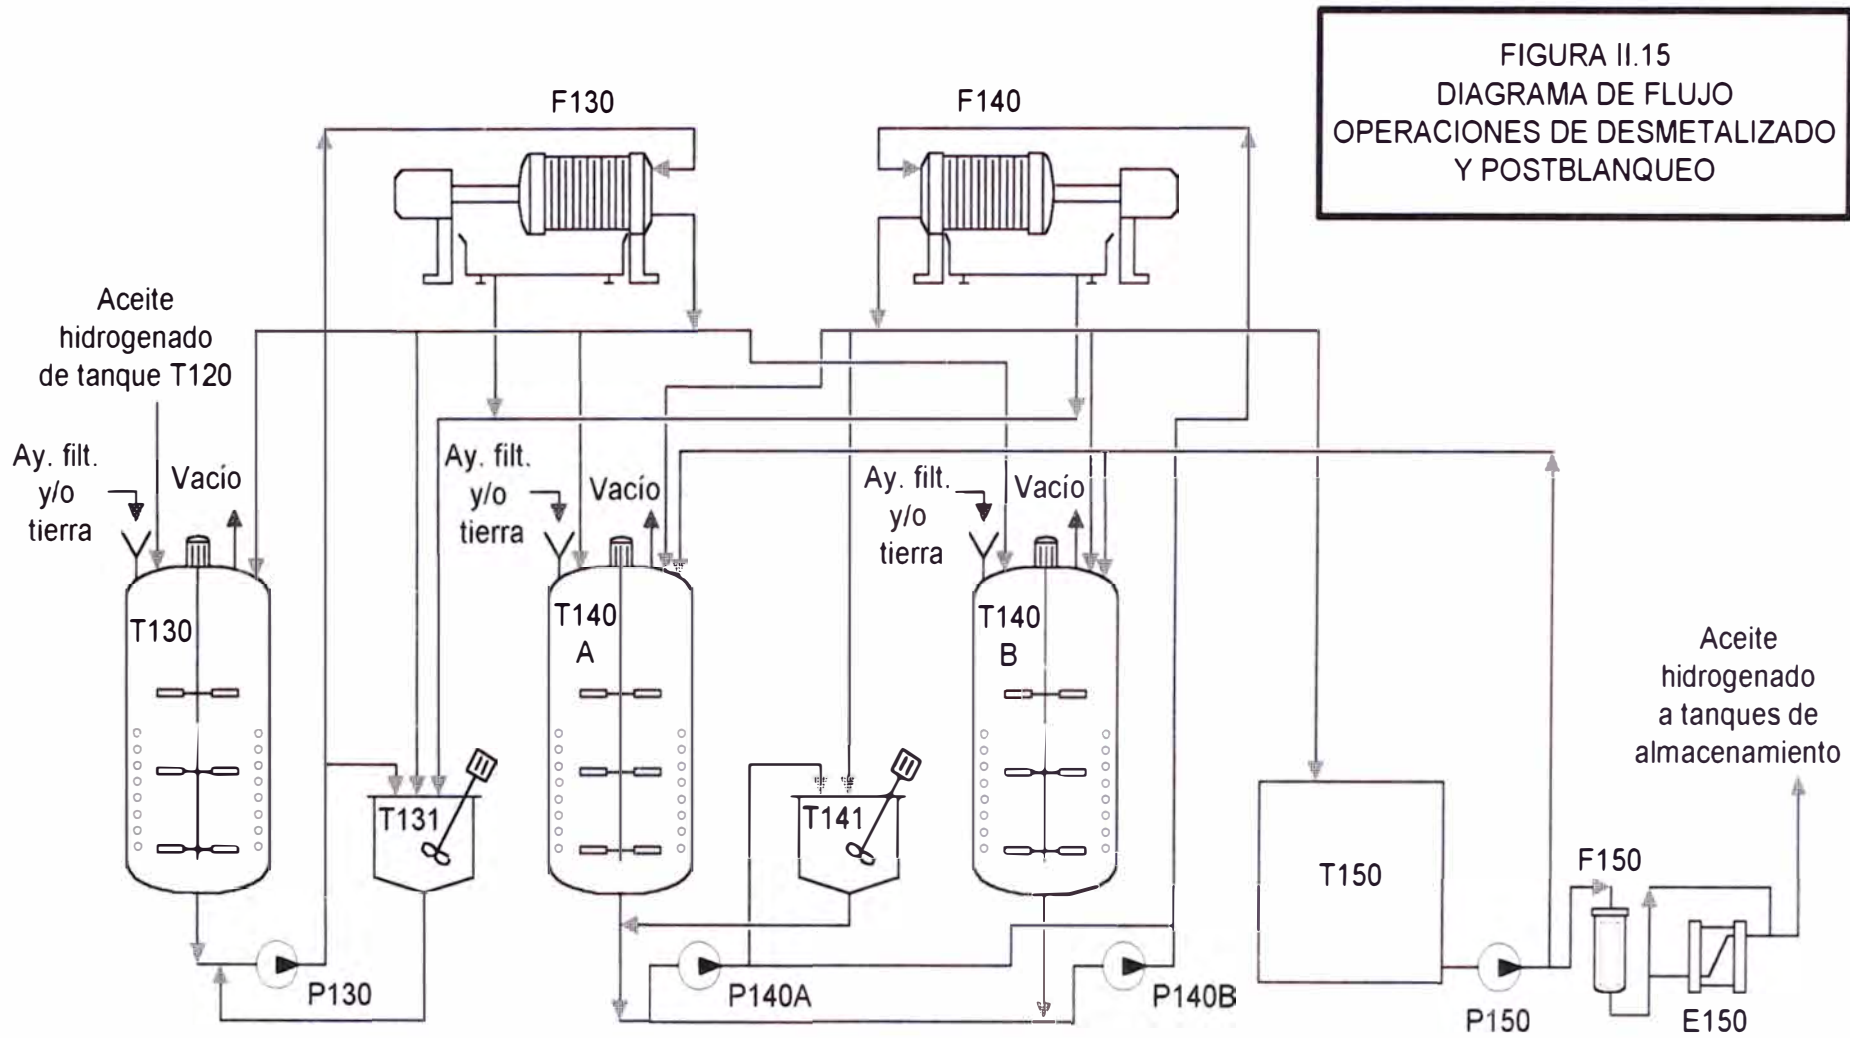 FIGURA II.15
DIAGRAMA DE FLUJO
OPERACIONES DE DESMETALIZADO
Y POSTBLANQUEO
F130
F140
Aceite
hidrogenado
de tanque T120
Ay. filt.
y/o
tierra
Vacío
Ay. filt.
y/o
tierra
Vacío
Ay. filt.
y/o
tierra
Vacío
T130
T140
A
T140
B
T131
T141
Aceite
hidrogenado
a tanques de
almacenamiento
T150
F150
P130
P140A
P140B
P150
E150